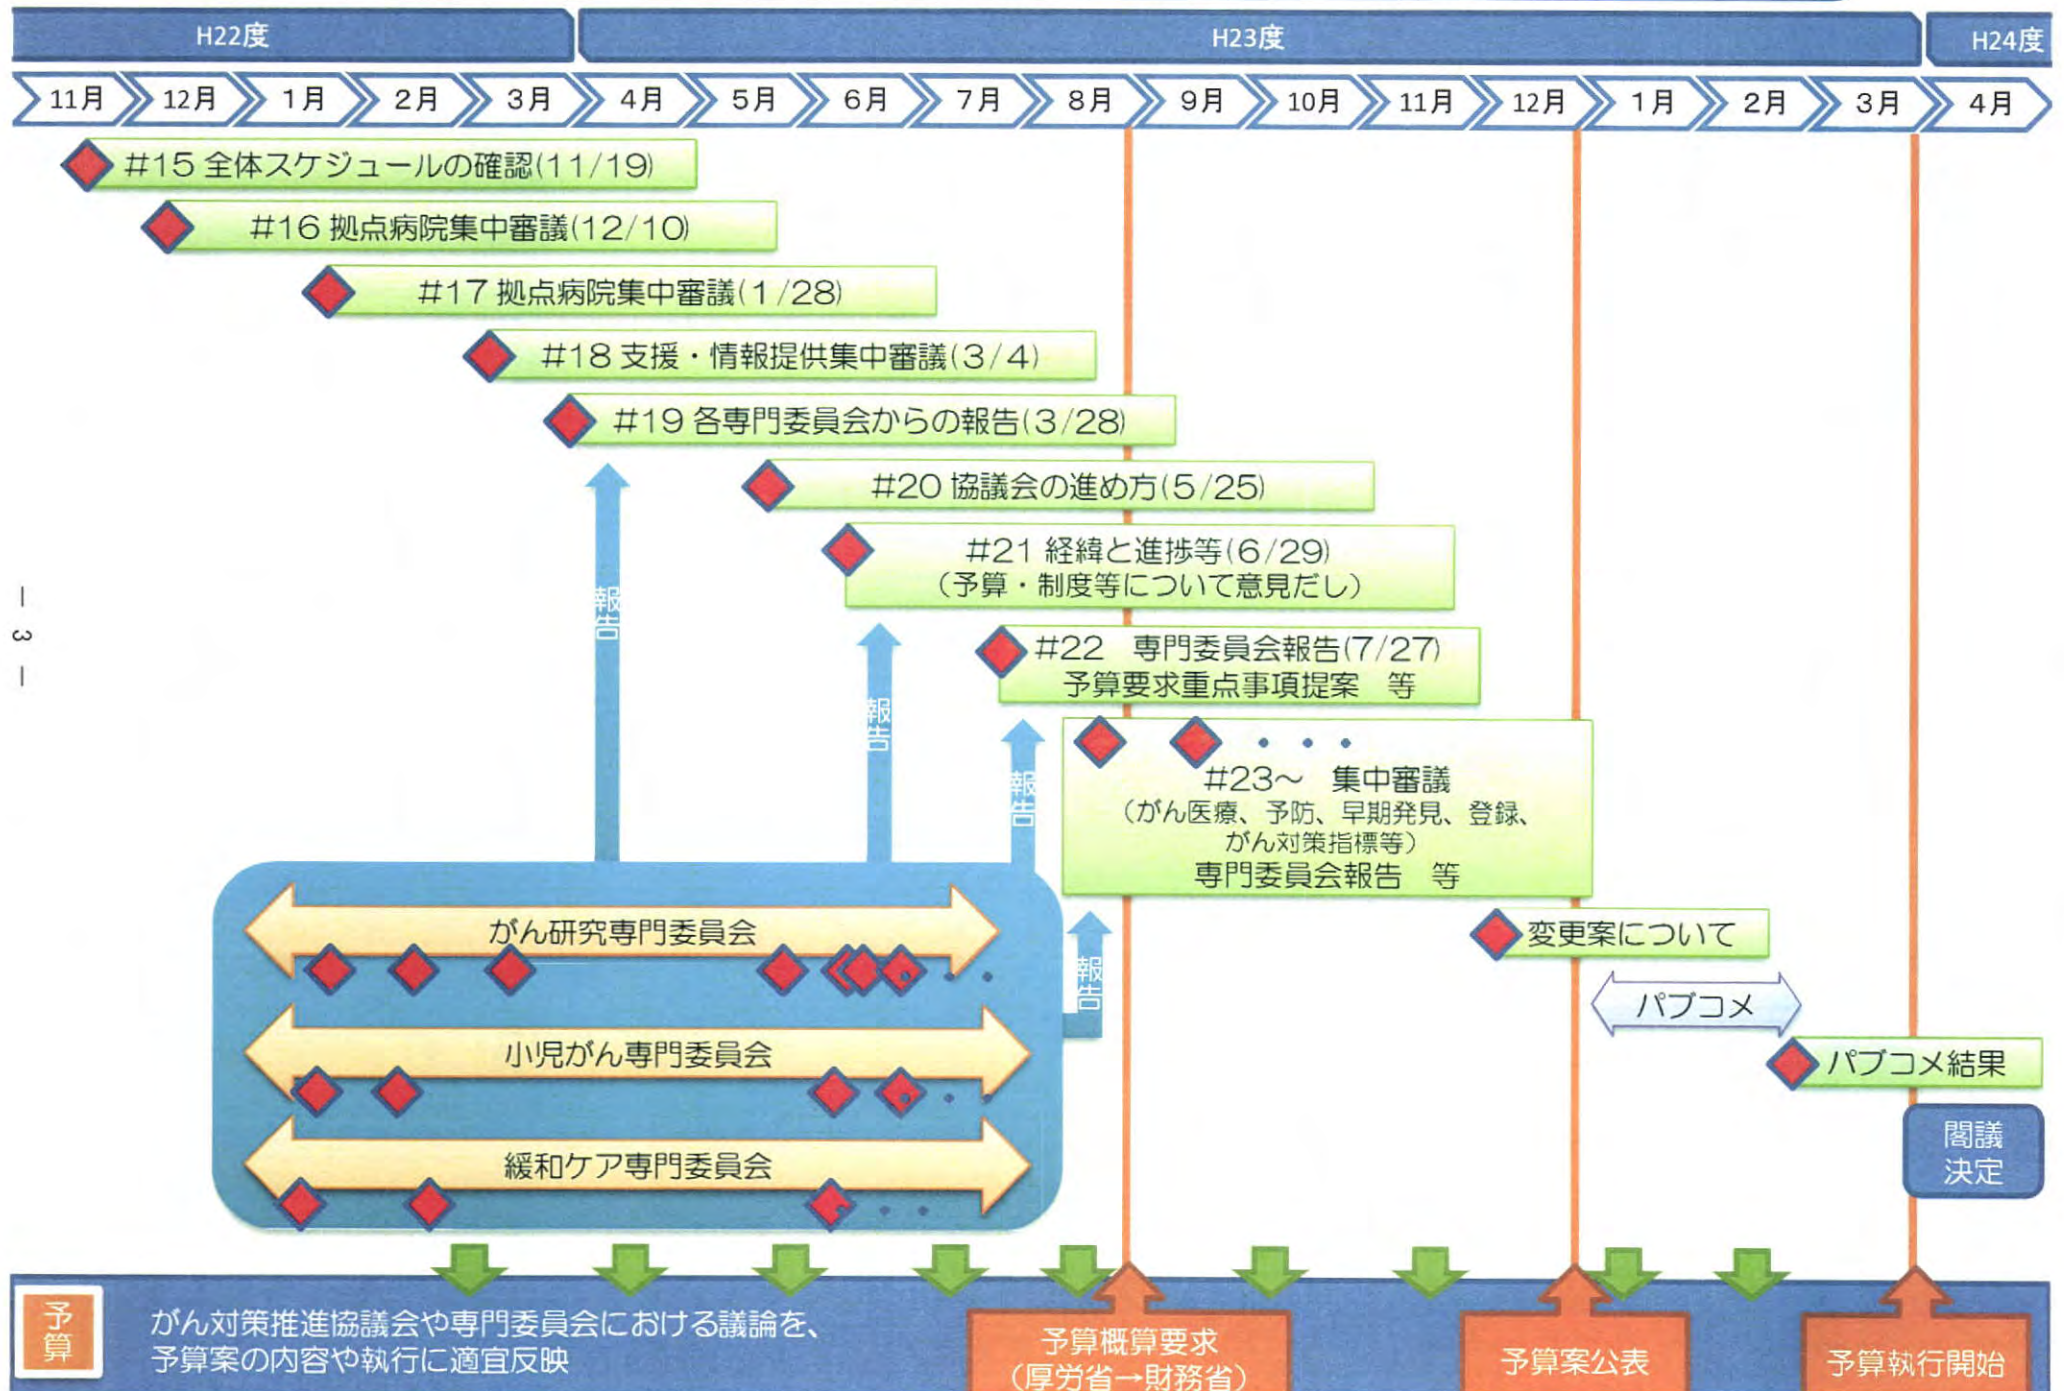 H22度
H23度
H24度
11月
12月
1月
2月
3月
4月
5月
6月
7月
8月
9月
10月
11月
12月
1月
2月
3月
4月
#15 全体スケジュールの確認(11/19)
#16 拠点病院集中審議(12/10)
#17 拠点病院集中審議(1/28)
#18 支援・情報提供集中審議(3/4)
#19 各専門委員会からの報告(3/28)
#20 協議会の進め方(5/25)
#21 経緯と進捗等(6/29)
(予算・制度等について意見だし)
#22 専門委員会報告(7/27)
予算要求重点事項提案 等
・・・
#23〜 集中審議
(がん医療、予防、早期発見、登録、
がん対策指標等)
専門委員会報告 等
報告
報告
報告
報告
がん研究専門委員会
小児がん専門委員会
緩和ケア専門委員会
変更案について
パブコメ
パブコメ結果
閣議
決定
予算
がん対策推進協議会や専門委員会における議論を、
予算案の内容や執行に適宜反映
予算概算要求
(厚労省→財務省)
予算案公表
予算執行開始
— 3 —